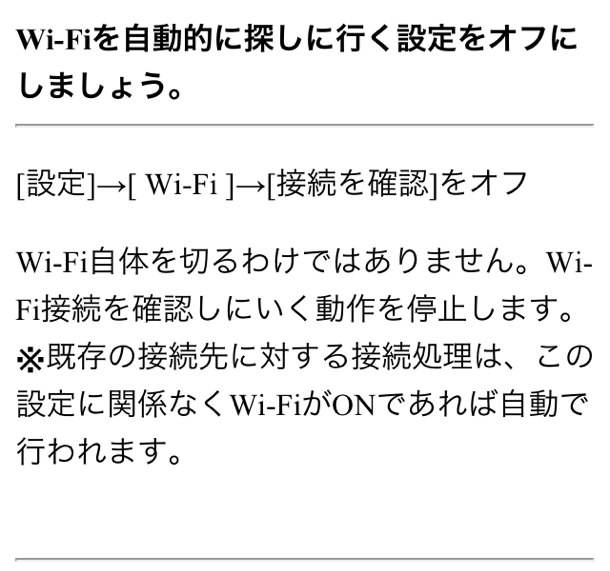 Wi-Fiを自動的に探しに行く設定をオフに
しましょう。
[設定]→[ Wi-Fi ]→[接続を確認]をオフ
Wi-Fi自体を切るわけではありません。Wi-
Fi接続を確認しにいく動作を停止します。
※既存の接続先に対する接続処理は、この
設定に関係なくWi-FiがONであれば自動で
行われます。